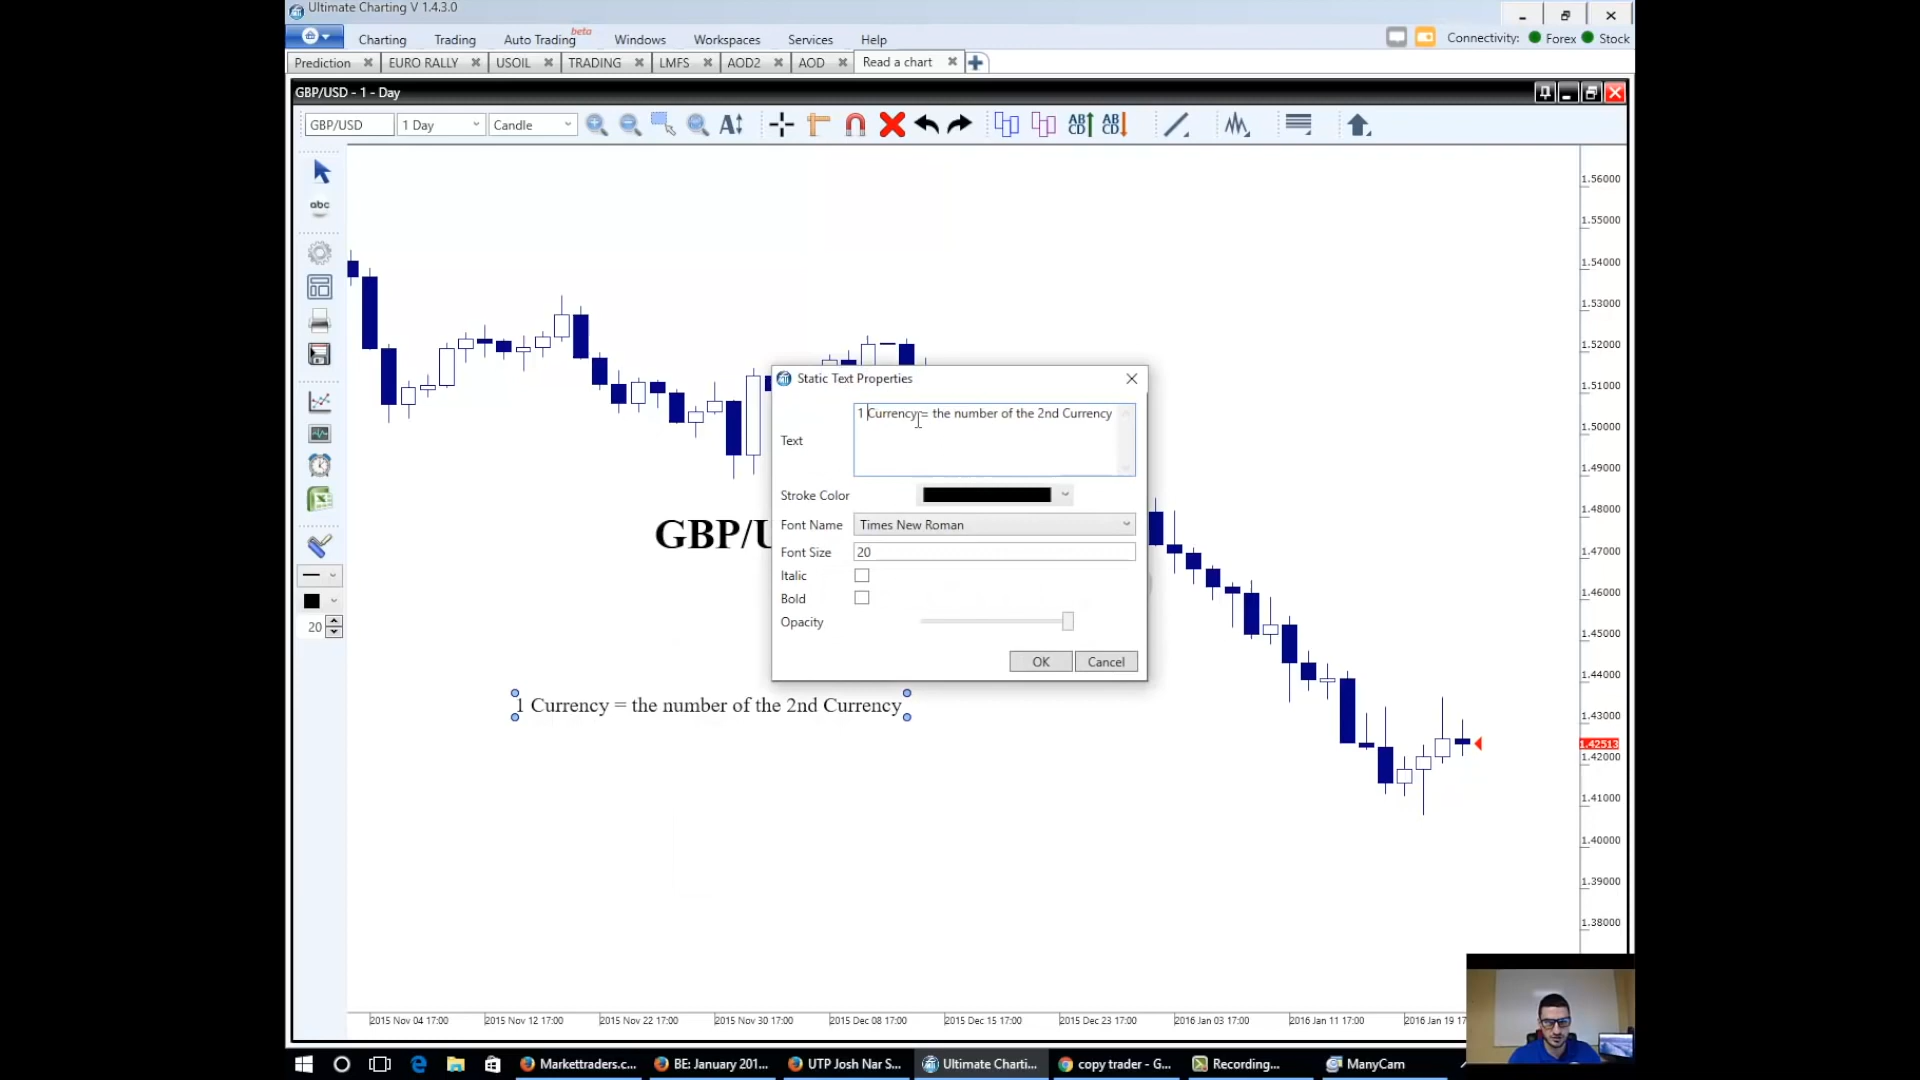 Ultimate Charting V 1.4.3.0
Charting Trading Auto Trading beta Windows Workspaces Services Help Connectivity: Forex Stock
Prediction EURO RALLY USOIL TRADING LMFS AOD2 AOD Read a chart
GBP/USD - 1 - Day
GBP/USD 1 Day Candle AB CD AB CD
abc
20
1.56000
1.55000
1.54000
1.53000
1.52000
1.51000
1.50000
1.49000
1.48000
1.47000
1.46000
1.45000
1.44000
1.43000
1.42513
1.42000
1.41000
1.40000
1.39000
1.38000
GBP/U
Static Text Properties
Text 1 Currency = the number of the 2nd Currency
Stroke Color
Font Name Times New Roman
Font Size 20
Italic
Bold
Opacity
OK Cancel
1 Currency = the number of the 2nd Currency
2015 Nov 04 17:00 2015 Nov 12 17:00 2015 Nov 22 17:00 2015 Nov 30 17:00 2015 Dec 08 17:00 2015 Dec 15 17:00 2015 Dec 23 17:00 2016 Jan 03 17:00 2016 Jan 11 17:00 2016 Jan 19 17
Markettraders.c... BE: January 201... UTP Josh Nar S... Ultimate Charti... copy trader - G... Recording... ManyCam